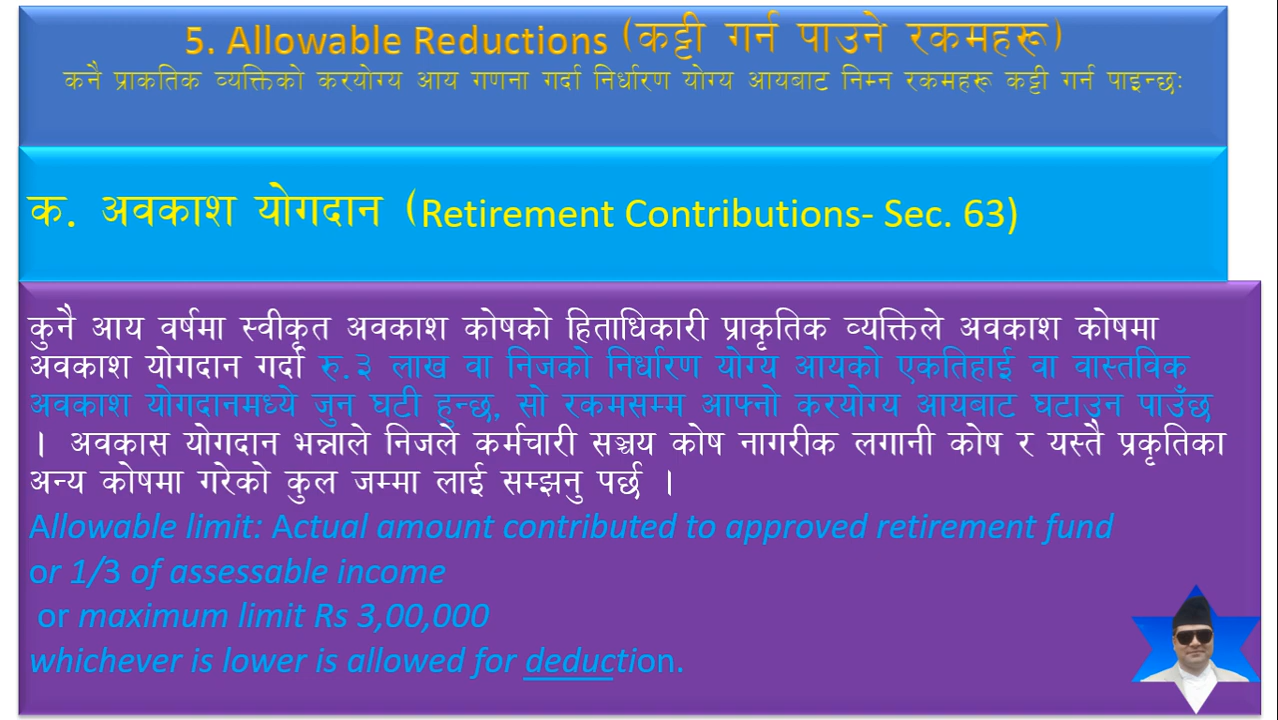 5. Allowable Reductions (कट्टी गर्न पाउने रकमहरू)
कनै प्राकतिक व्यक्तिको करयोग्य आय गणना गर्दा निर्धारण योग्य आयबाट निम्न रकमहरू कट्टी गर्न पाइन्छः
क. अवकाश योगदान (Retirement Contributions- Sec. 63)
कुनै आय वर्षमा स्वीकृत अवकाश कोषको हिताधिकारी प्राकृतिक व्यक्तिले अवकाश कोषमा
अवकाश योगदान गर्दा रु.३ लाख वा निजको निर्धारण योग्य आयको एकतिहाई वा वास्तविक
अवकाश योगदानमध्ये जुन घटी हुन्छ, सो रकमसम्म आफ्नो करयोग्य आयबाट घटाउन पाउँछ
। अवकास योगदान भन्नाले निजले कर्मचारी सञ्चय कोष नागरीक लगानी कोष र यस्तै प्रकृतिका
अन्य कोषमा गरेको कुल जम्मा लाई सम्झनु पर्छ ।
Allowable limit: Actual amount contributed to approved retirement fund
or 1/3 of assessable income
or maximum limit Rs 3,00,000
whichever is lower is allowed for deduction.